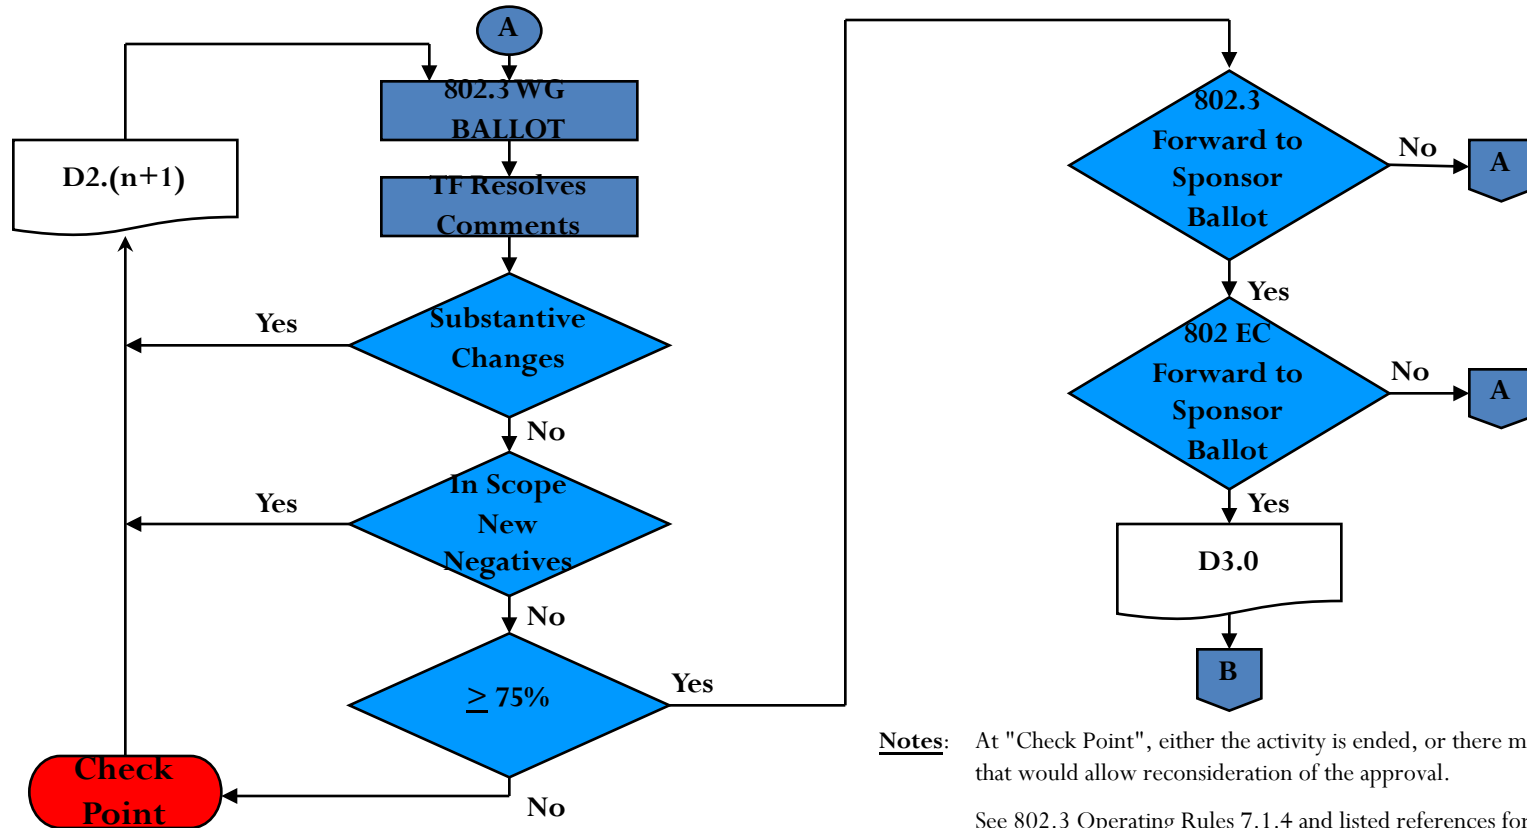 A
802.3 WG
BALLOT
D2.(n+1)
TF Resolves
Comments
Substantive
Changes
Yes
No
In Scope
New
Negatives
Yes
No
≥ 75%
Yes
No
Check
Point
802.3
Forward to
Sponsor
Ballot
No
A
Yes
802 EC
Forward to
Sponsor
Ballot
No
A
Yes
D3.0
B
Notes: At "Check Point", either the activity is ended, or there m
that would allow reconsideration of the approval.
See 802.3 Operating Rules 7.1.4 and listed references for